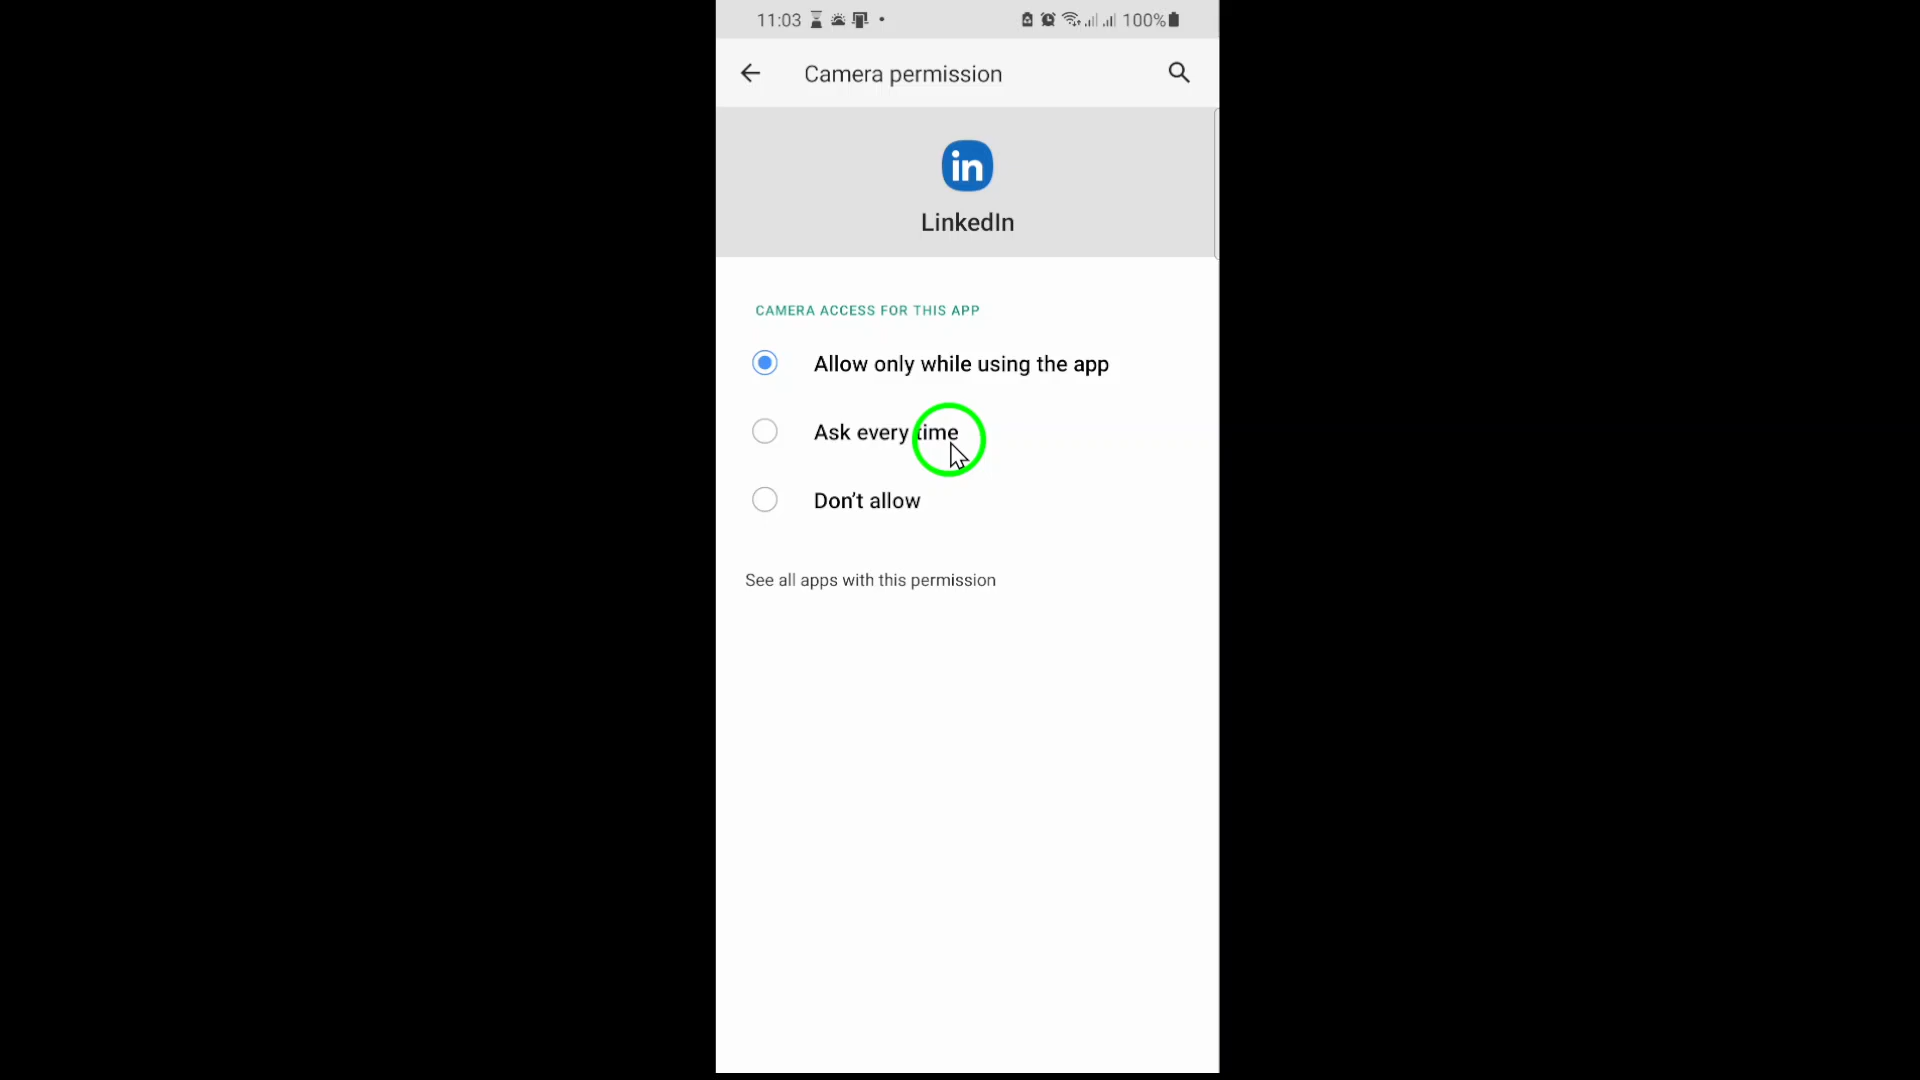 11:03
100%
Camera permission
in
LinkedIn
CAMERA ACCESS FOR THIS APP
Allow only while using the app
Ask every time
Don’t allow
See all apps with this permission